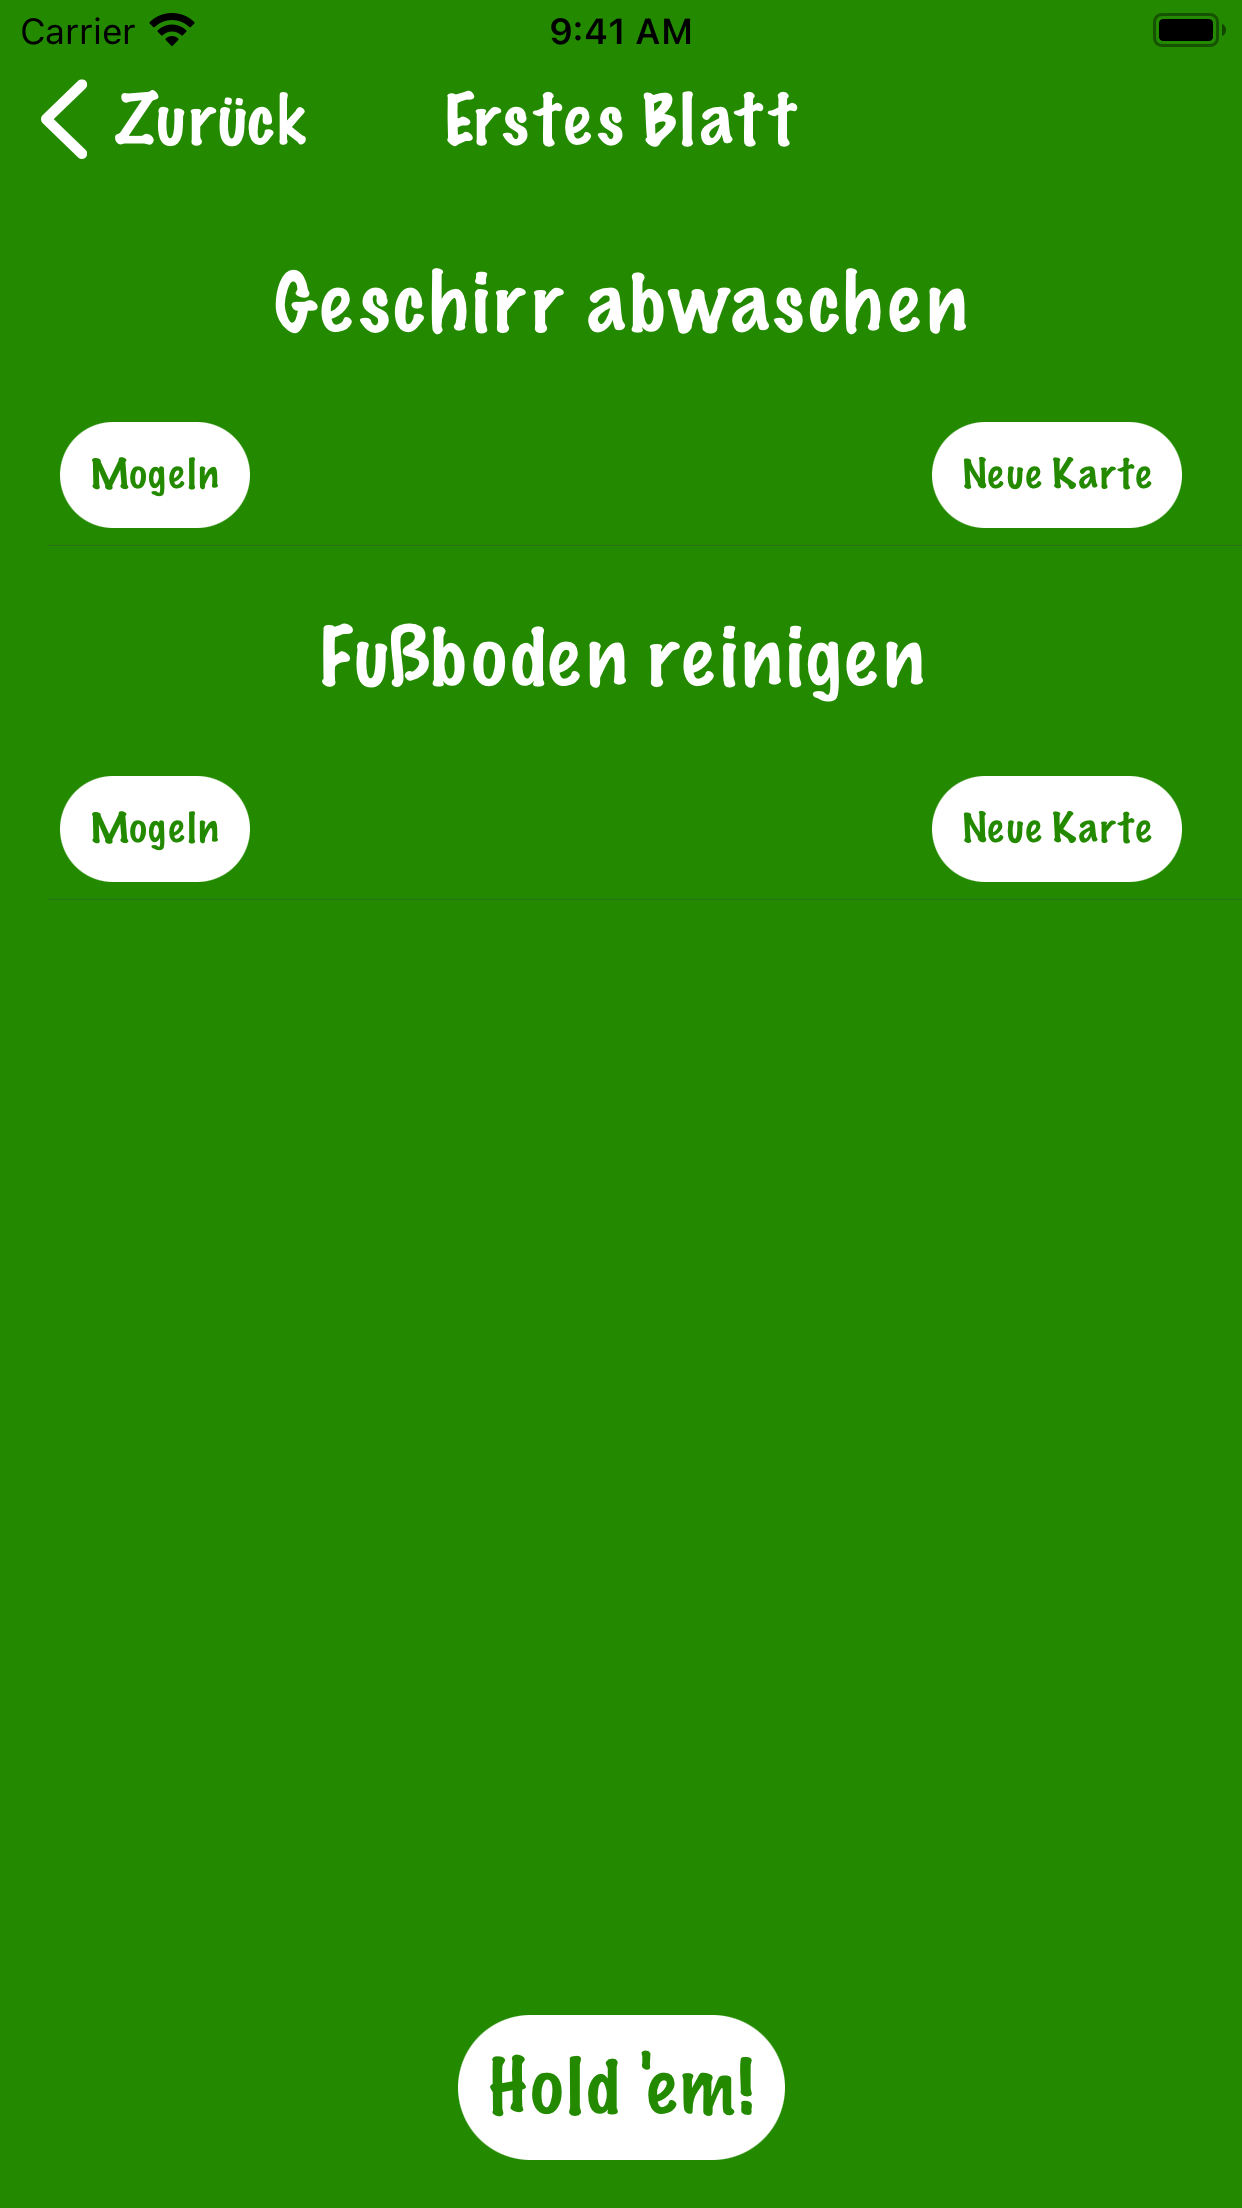 Carrier 9:41 AM
Zurück Erstes Blatt
Geschirr abwaschen
Mogeln Neue Karte
Fußboden reinigen
Mogeln Neue Karte
Hold 'em!